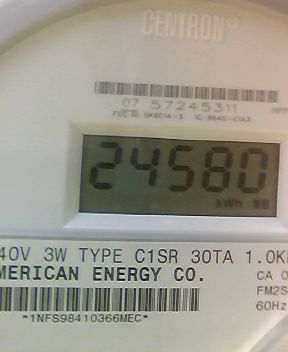 CENTRON®
07 57245311
24580
kWh
40V 3W TYPE C1SR 30TA 1.0K
MERICAN ENERGY CO.
CA 0
FM2S
60Hz
*1NFS98410366MEC*